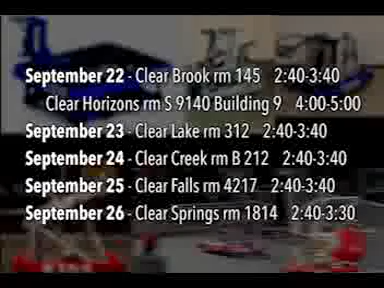 September 22 - Clear Brook rm 145 2:40-3:40
Clear Horizons rm S 9140 Building 9 4:00-5:00
September 23 - Clear Lake rm 312 2:40-3:40
September 24 - Clear Creek rm B 212 2:40-3:40
September 25 - Clear Falls rm 4217 2:40-3:40
September 26 - Clear Springs rm 1814 2:40-3:30